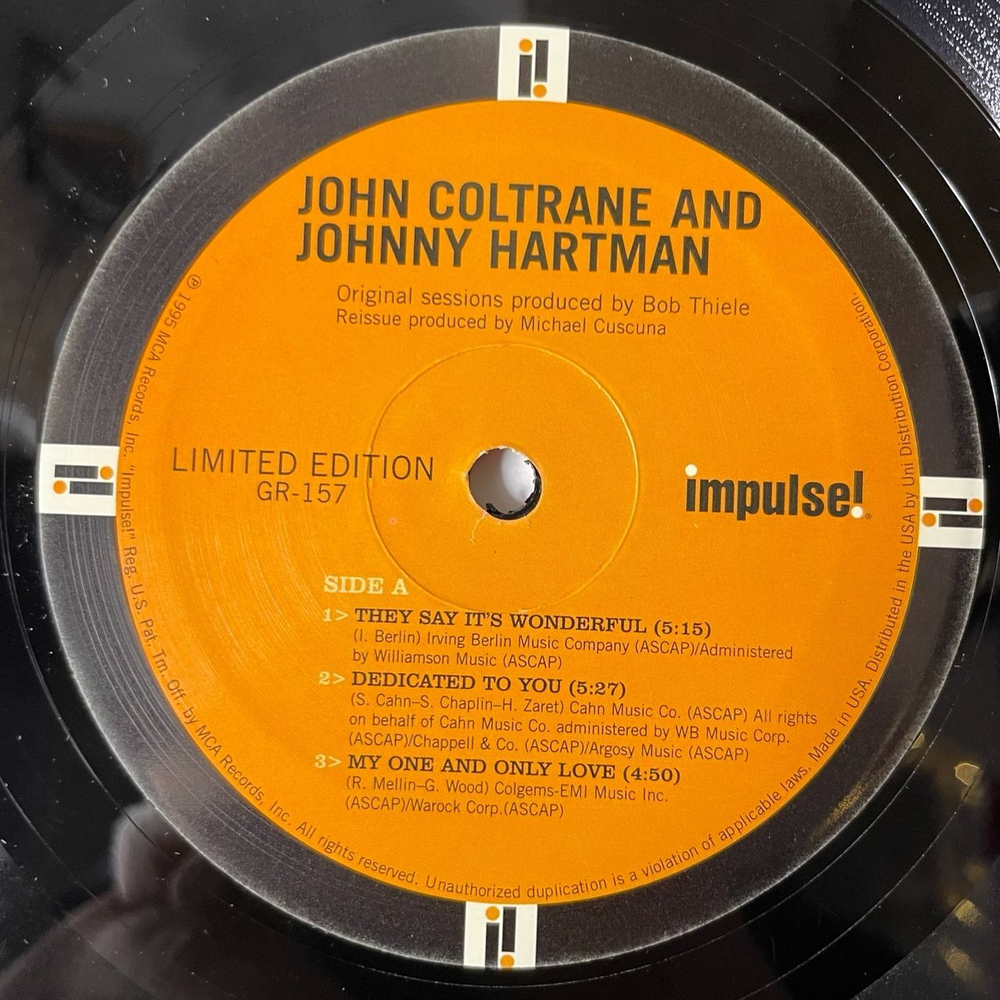 JOHN COLTRANE AND
JOHNNY HARTMAN
Original sessions produced by Bob Thiele
Reissue produced by Michael Cuscuna
LIMITED EDITION
GR-157
impulse!®
SIDE A
1> THEY SAY IT'S WONDERFUL (5:15)
(I. Berlin) Irving Berlin Music Company (ASCAP)/Administered
by Williamson Music (ASCAP)
2> DEDICATED TO YOU (5:27)
(S. Cahn–S. Chaplin–H. Zaret) Cahn Music Co. (ASCAP) All rights
on behalf of Cahn Music Co. administered by WB Music Corp.
(ASCAP)/Chappell & Co. (ASCAP)/Argosy Music (ASCAP)
3> MY ONE AND ONLY LOVE (4:50)
(R. Mellin–G. Wood) Colgems-EMI Music Inc.
(ASCAP)/Warock Corp.(ASCAP)
℗ 1995 MCA Records, Inc. "Impulse!" Reg. U.S. Pat. Tm. Off. by MCA Records, Inc. All rights reserved. Unauthorized duplication is a violation of applicable laws. Made in USA. Distributed in the USA by Uni Distribution Corporation.